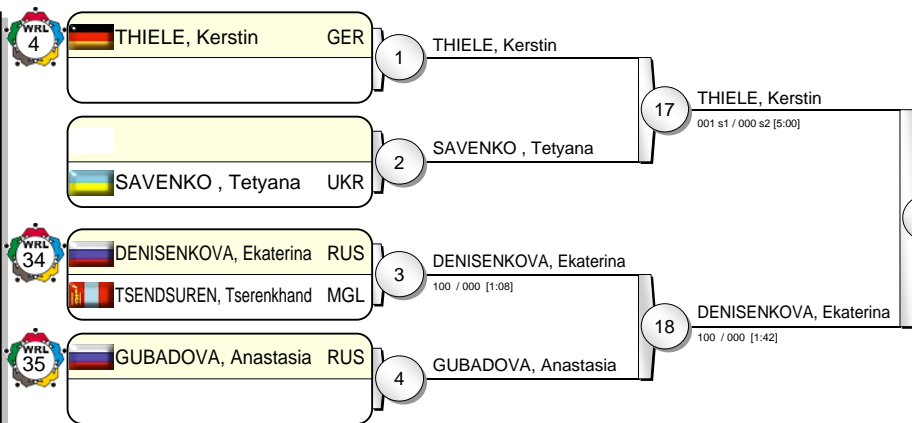 WRL
4
THIELE, Kerstin GER
1
THIELE, Kerstin
17
THIELE, Kerstin
001 s1 / 000 s2 [5:00]
2
SAVENKO , Tetyana
SAVENKO , Tetyana UKR
WRL
34
DENISENKOVA, Ekaterina RUS
3
DENISENKOVA, Ekaterina
100 / 000 [1:08]
TSENDSUREN, Tserenkhand MGL
18
DENISENKOVA, Ekaterina
100 / 000 [1:42]
WRL
35
GUBADOVA, Anastasia RUS
4
GUBADOVA, Anastasia